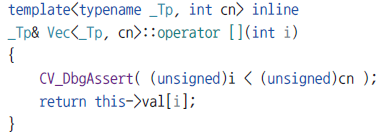 template<typename _Tp, int cn> inline
_Tp& Vec<_Tp, cn>::operator [](int i)
{
    CV_DbgAssert( (unsigned)i < (unsigned)cn );
    return this->val[i];
}